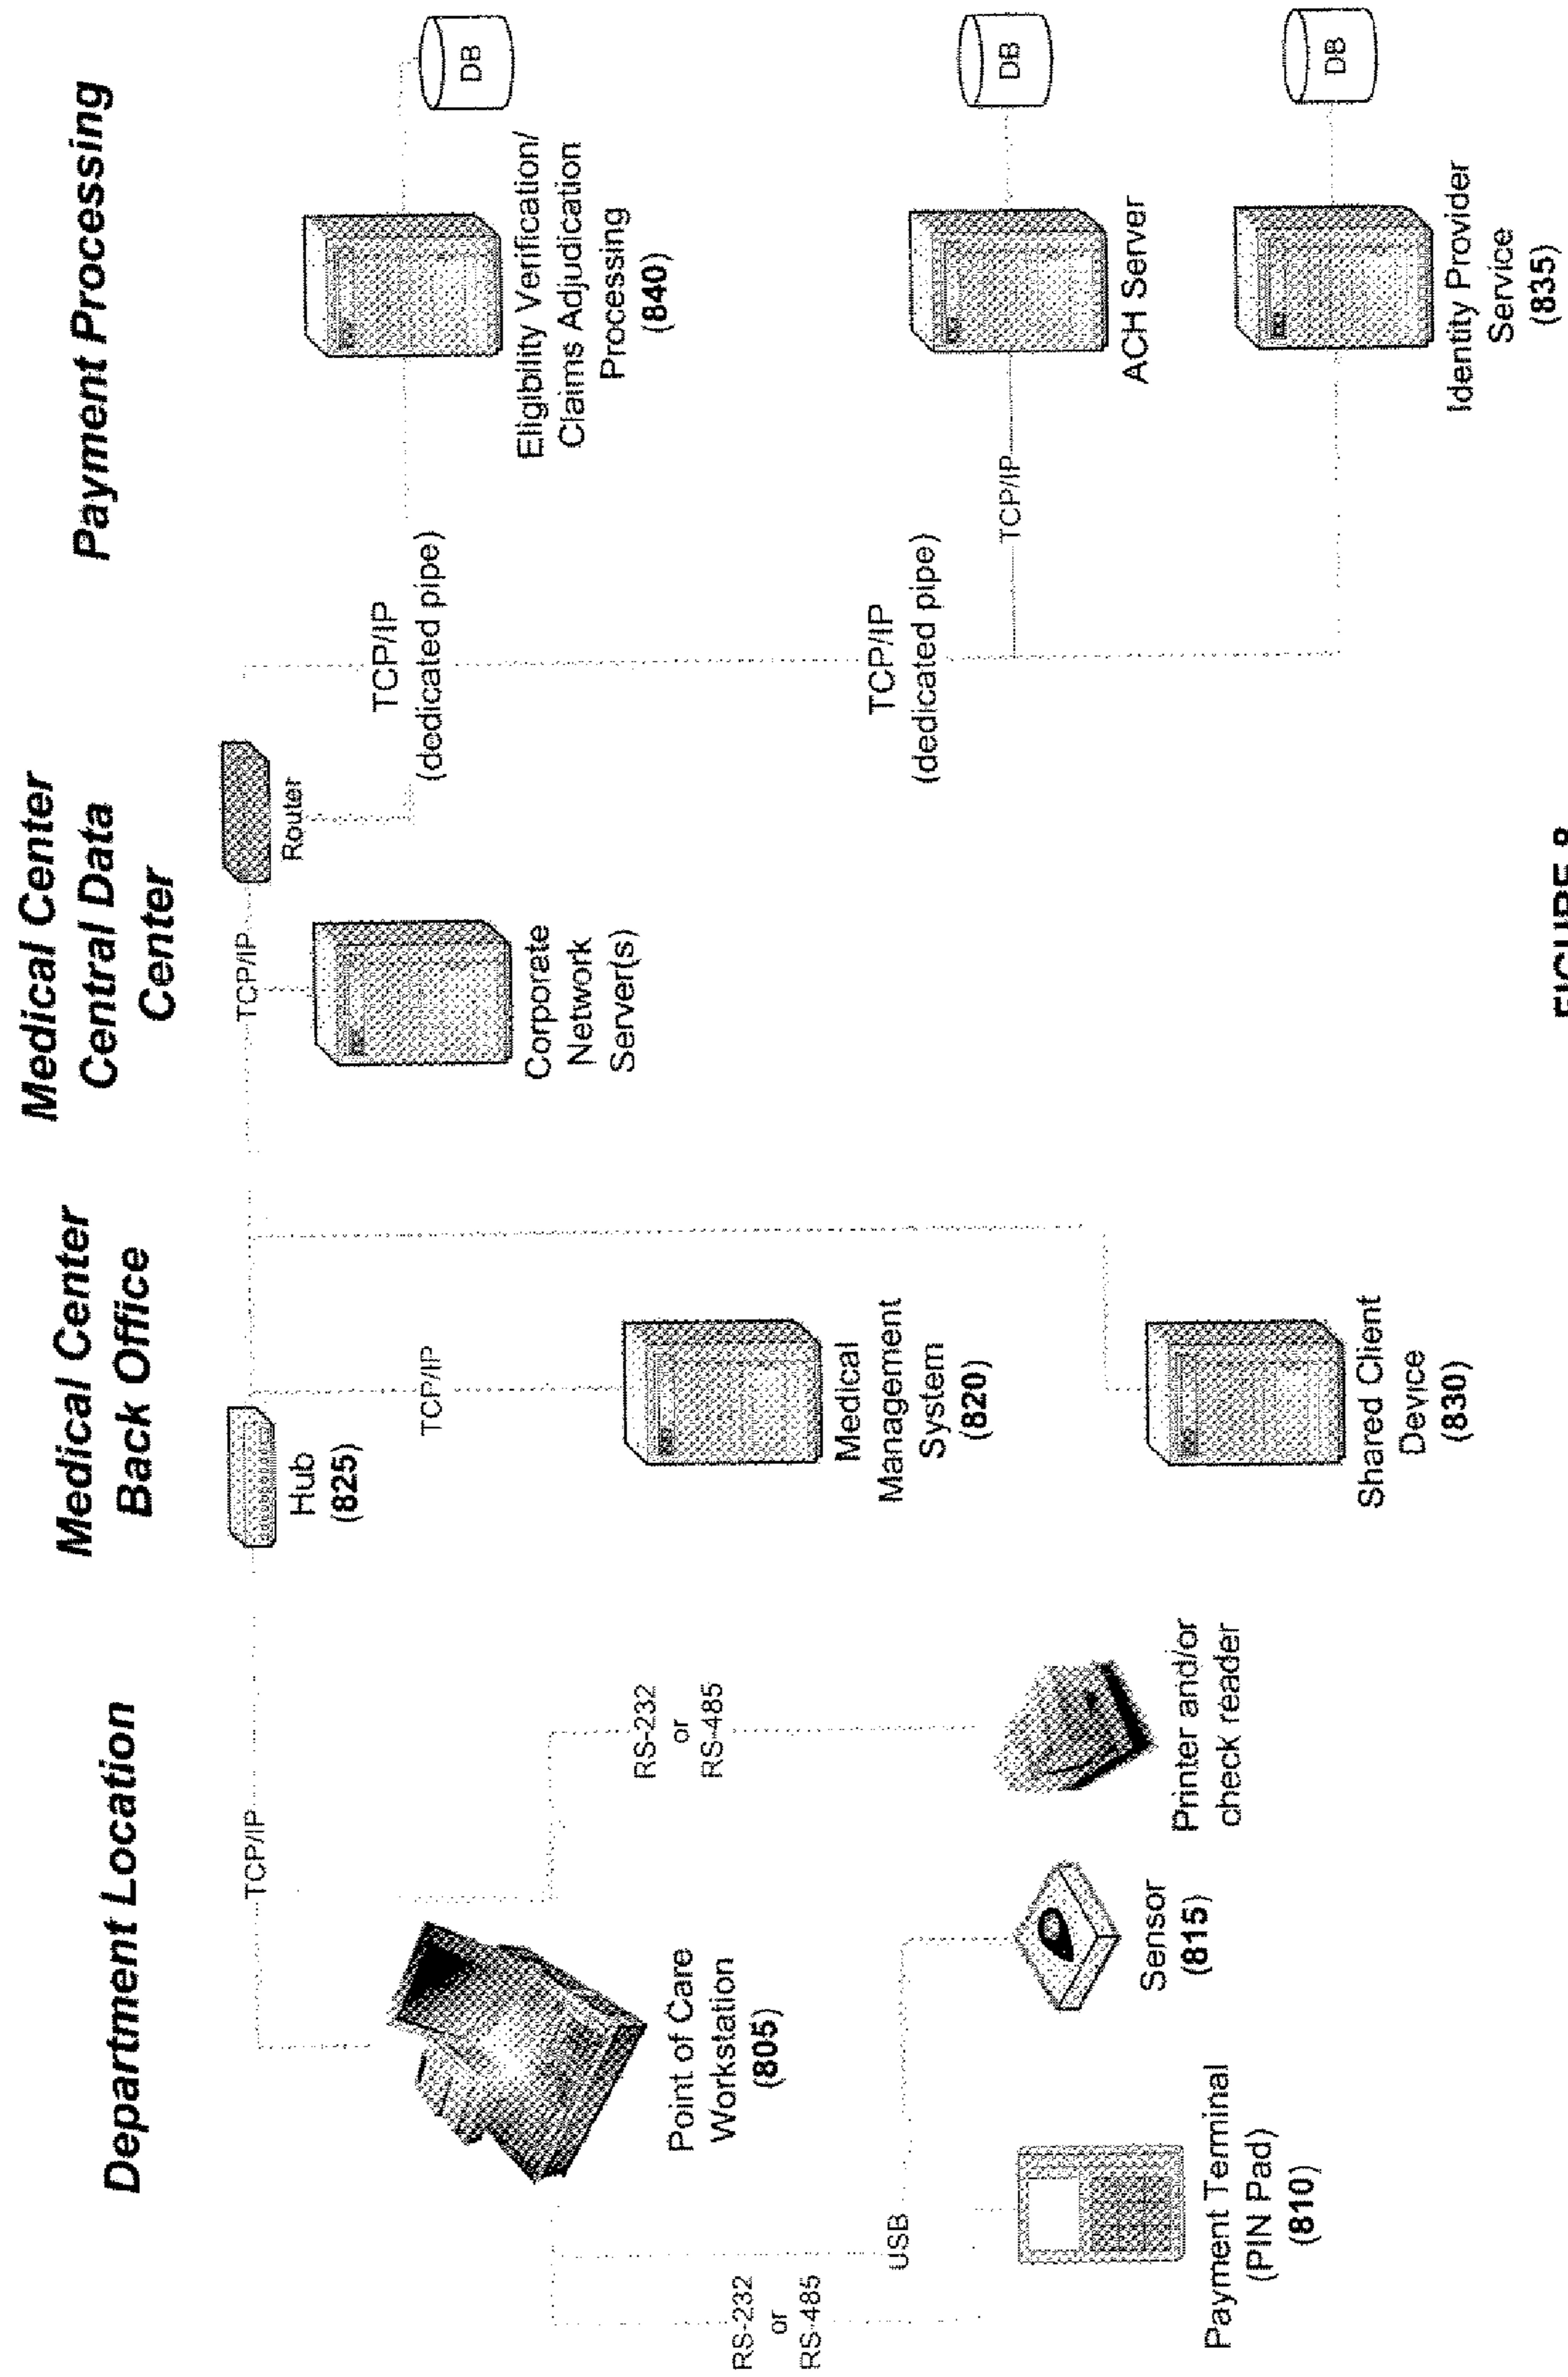 Department Location
Medical Center
Back Office
Medical Center
Central Data
Center
Payment Processing
TCP/IP
Hub
(825)
TCP/IP
Router
TCP/IP
(dedicated pipe)
Eligibility Verification/
Claims Adjudication
Processing
(840)
DB
Point of Care
Workstation
(805)
RS-232
or
RS-485
TCP/IP
Corporate
Network
Server(s)
Medical
Management
System
(820)
TCP/IP
(dedicated pipe)
TCP/IP
ACH Server
DB
RS-232
or
RS-485
USB
Payment Terminal
(PIN Pad)
(810)
Sensor
(815)
Printer and/or
check reader
Shared Client
Device
(830)
Identity Provider
Service
(835)
DB
FIGURE 8